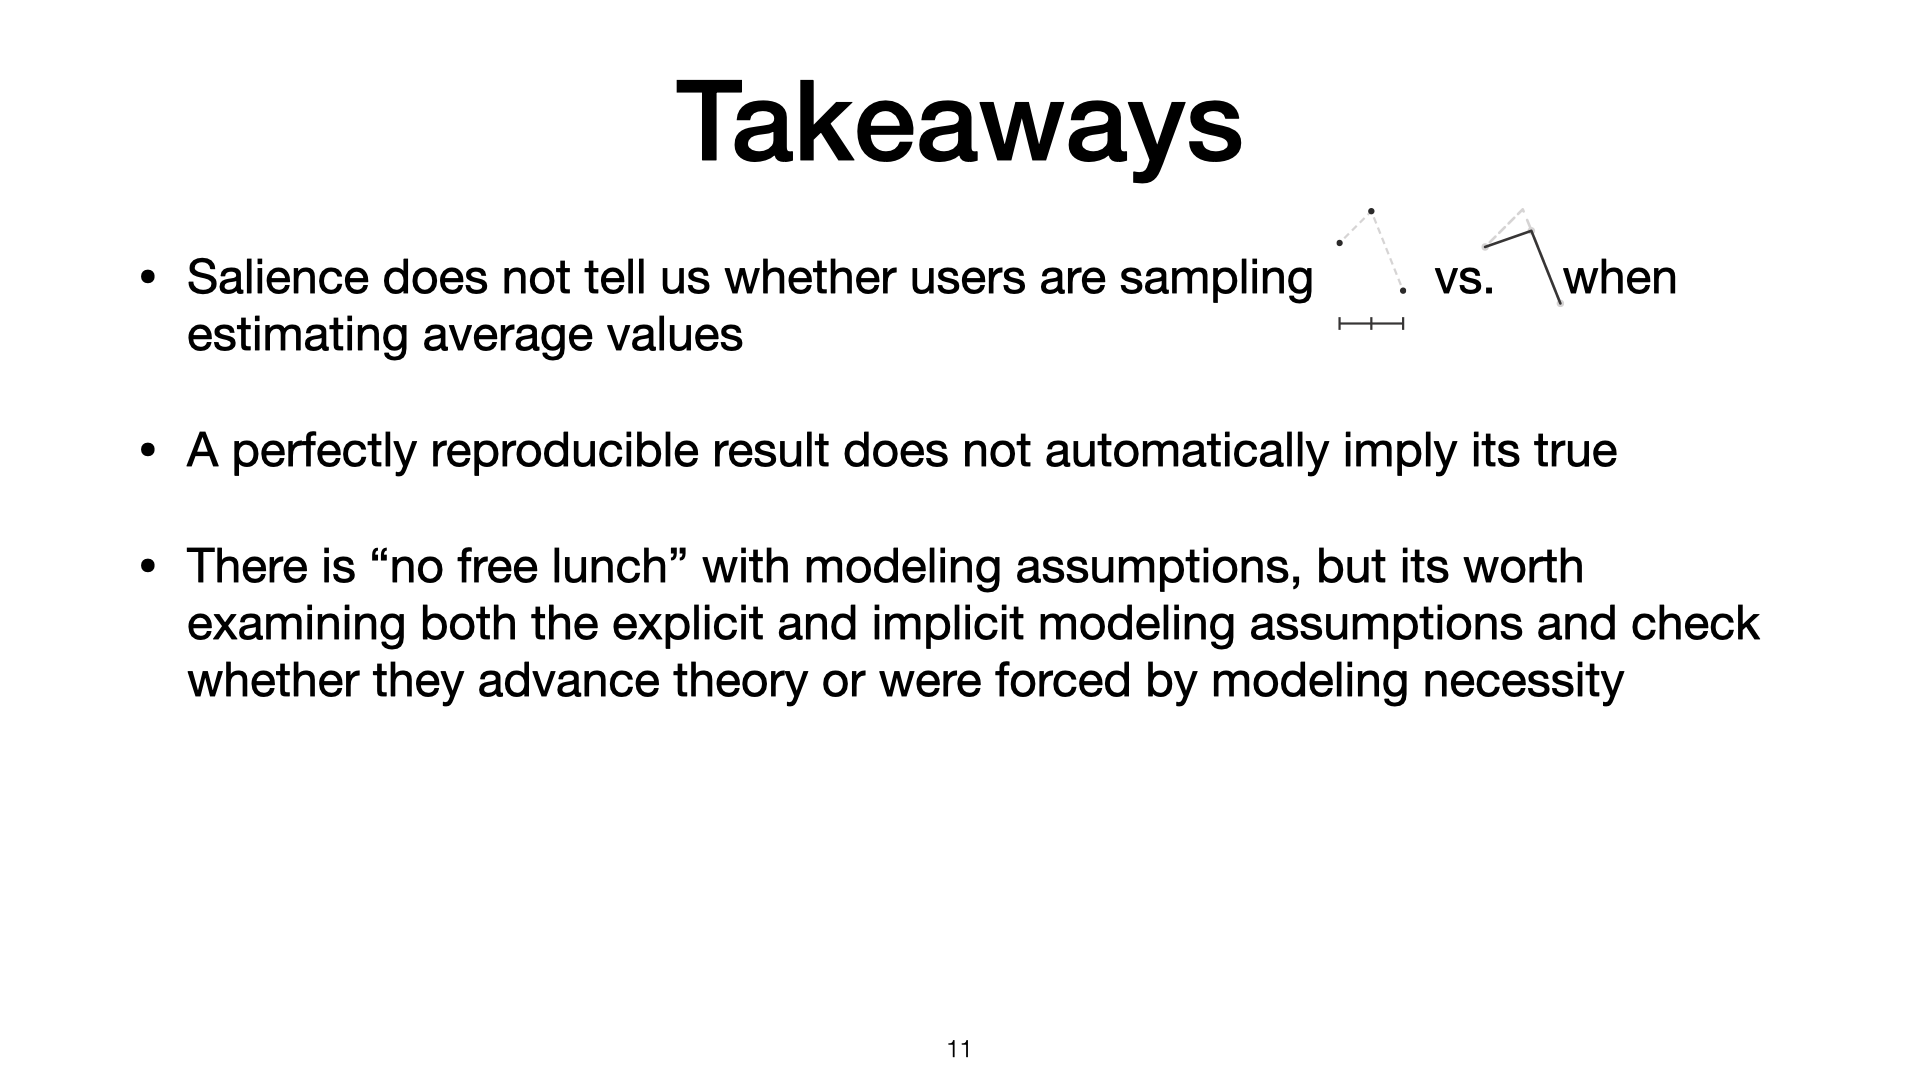 Takeaways
• Salience does not tell us whether users are sampling vs. when
estimating average values
• A perfectly reproducible result does not automatically imply its true
• There is “no free lunch” with modeling assumptions, but its worth
examining both the explicit and implicit modeling assumptions and check
whether they advance theory or were forced by modeling necessity
11